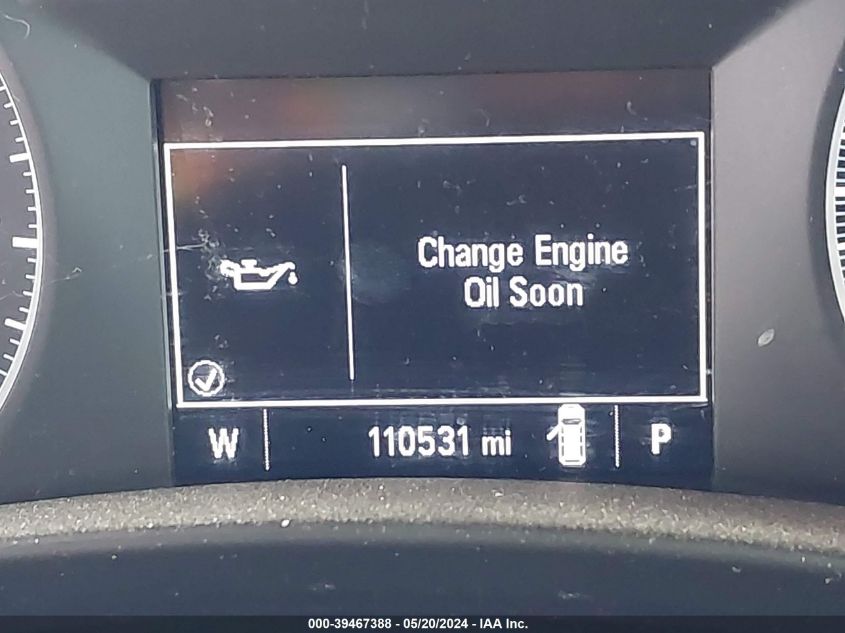 Change Engine
Oil Soon
W 110531 mi P
000-39467388 - 05/20/2024 - IAA Inc.